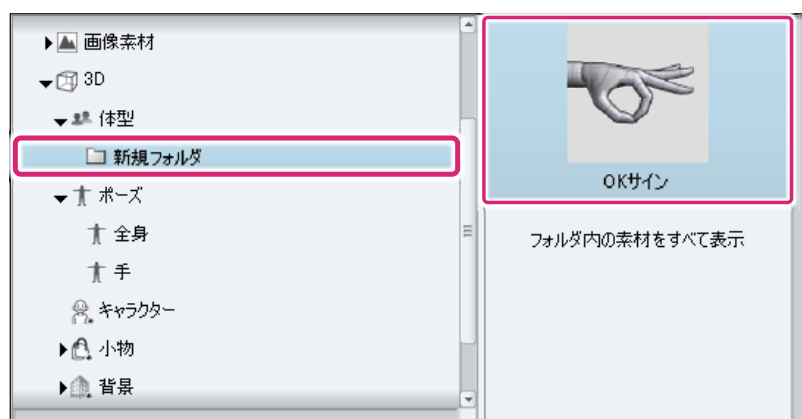 画像素材
3D
体型
新規フォルダ
ポーズ
全身
手
キャラクター
小物
背景
OKサイン
フォルダ内の素材をすべて表示